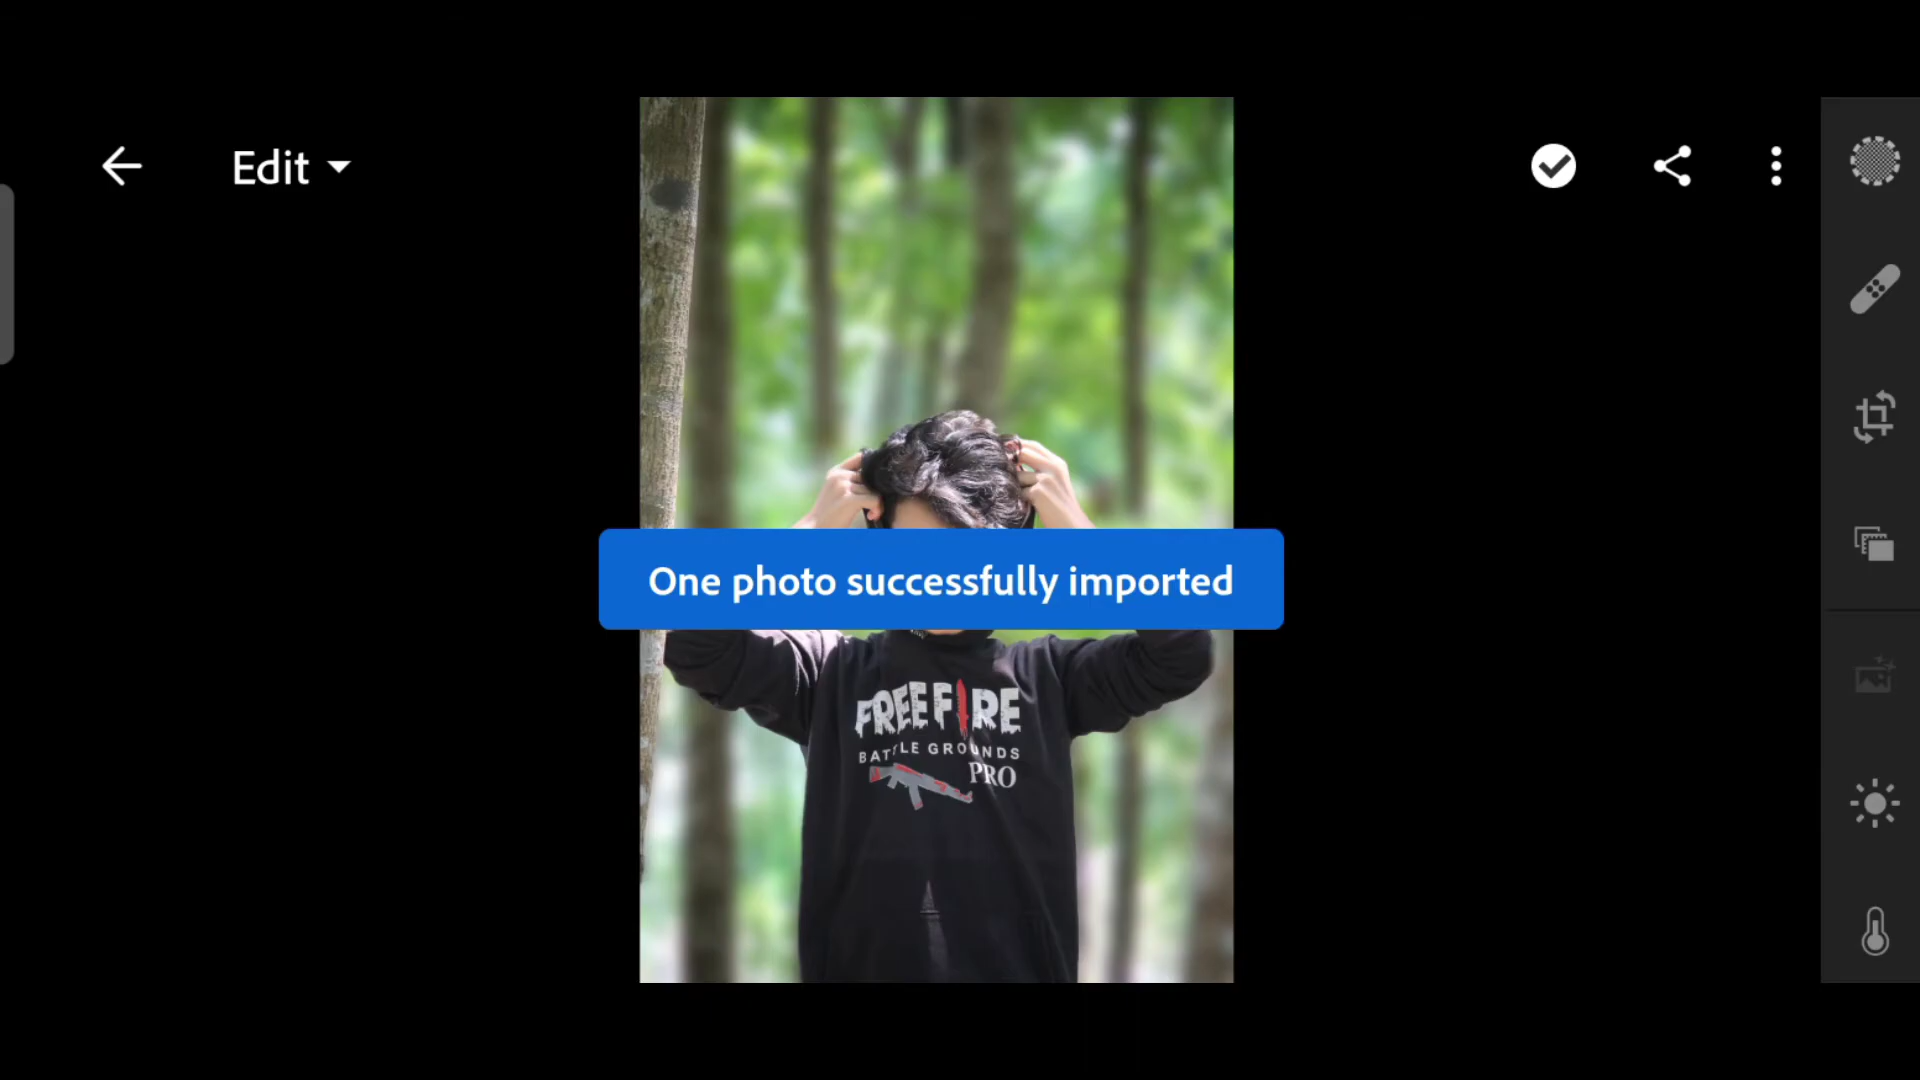 Edit
One photo successfully imported
FREE FIRE
BATTLE GROUNDS
PRO